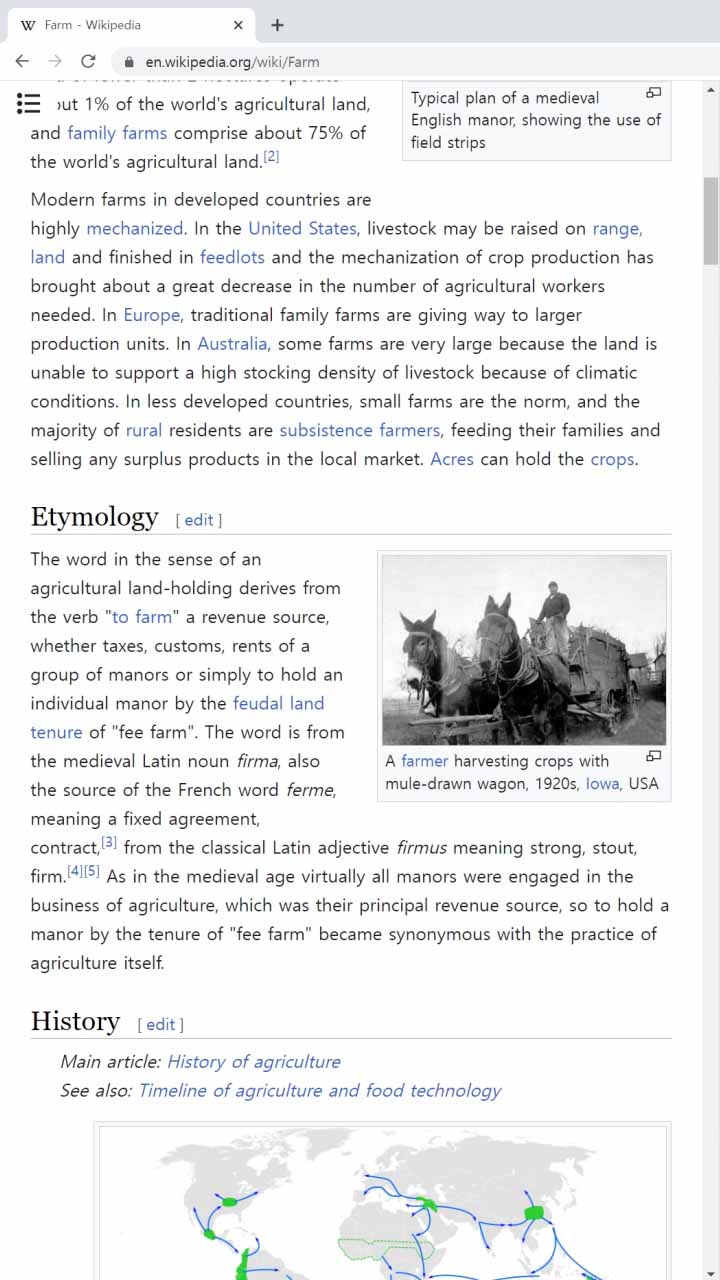 Farm - Wikipedia
en.wikipedia.org/wiki/Farm
out 1% of the world's agricultural land,
and family farms comprise about 75% of
the world's agricultural land.[2]
Typical plan of a medieval
English manor, showing the use of
field strips
Modern farms in developed countries are
highly mechanized. In the United States, livestock may be raised on range,
land and finished in feedlots and the mechanization of crop production has
brought about a great decrease in the number of agricultural workers
needed. In Europe, traditional family farms are giving way to larger
production units. In Australia, some farms are very large because the land is
unable to support a high stocking density of livestock because of climatic
conditions. In less developed countries, small farms are the norm, and the
majority of rural residents are subsistence farmers, feeding their families and
selling any surplus products in the local market. Acres can hold the crops.
Etymology [ edit ]
The word in the sense of an
agricultural land-holding derives from
the verb "to farm" a revenue source,
whether taxes, customs, rents of a
group of manors or simply to hold an
individual manor by the feudal land
tenure of "fee farm". The word is from
the medieval Latin noun firma, also
the source of the French word ferme,
meaning a fixed agreement,
contract,[3] from the classical Latin adjective firmus meaning strong, stout,
firm.[4][5] As in the medieval age virtually all manors were engaged in the
business of agriculture, which was their principal revenue source, so to hold a
manor by the tenure of "fee farm" became synonymous with the practice of
agriculture itself.
A farmer harvesting crops with
mule-drawn wagon, 1920s, Iowa, USA
History [ edit ]
Main article: History of agriculture
See also: Timeline of agriculture and food technology